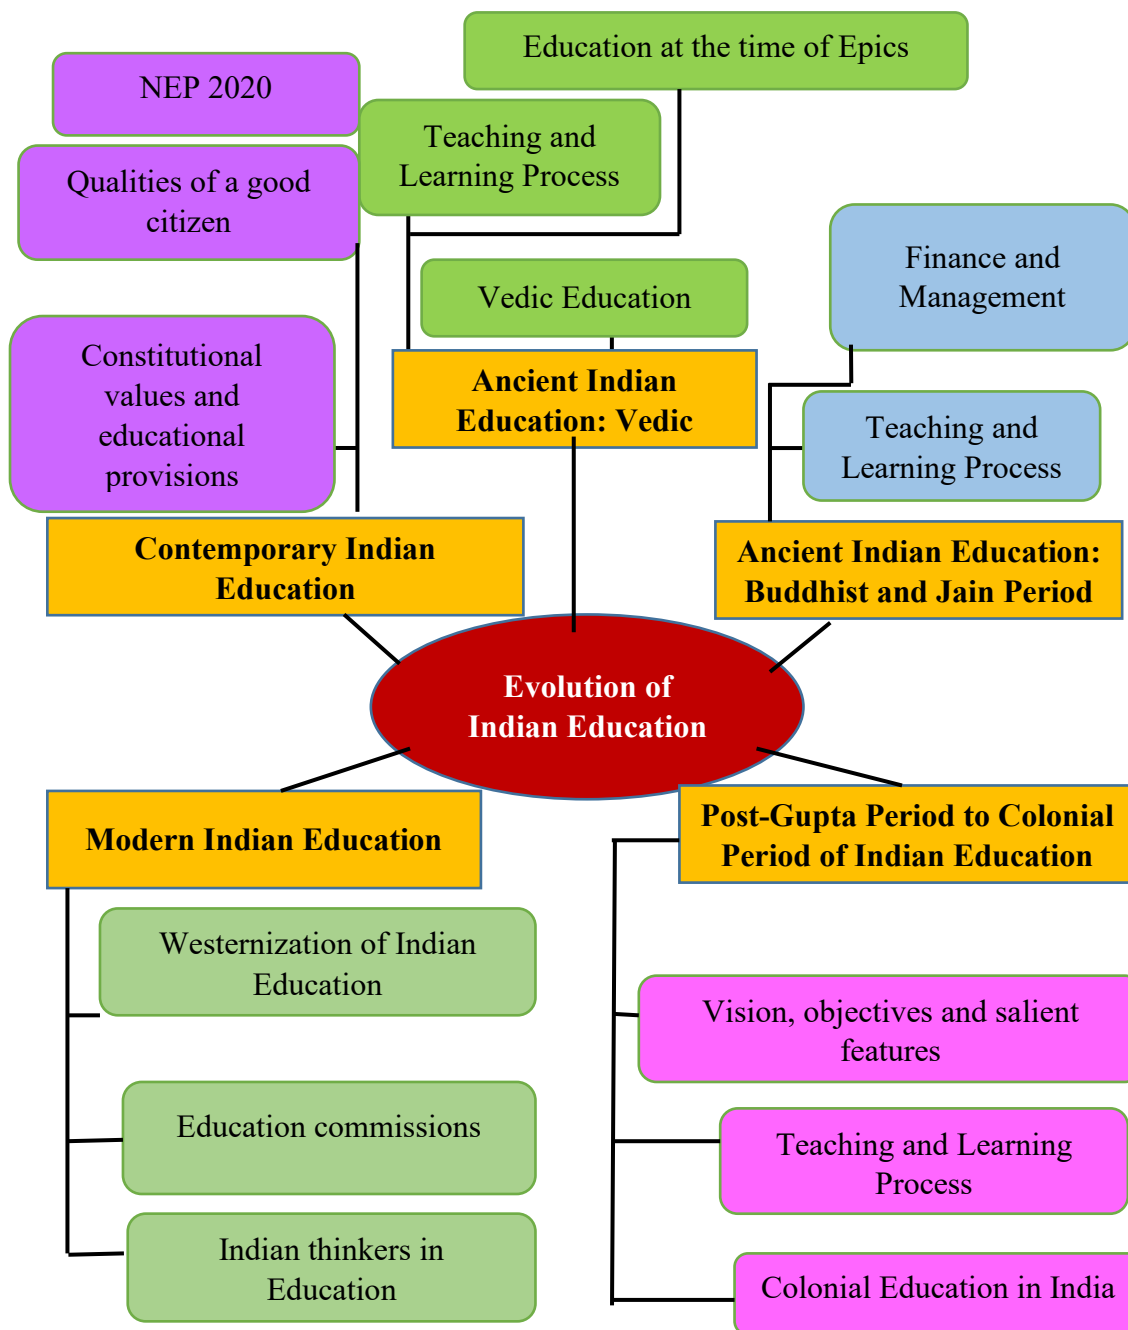 Education at the time of Epics
NEP 2020
Teaching and
Learning Process
Qualities of a good
citizen
Finance and
Management
Vedic Education
Constitutional
values and
educational
provisions
Ancient Indian
Education: Vedic
Teaching and
Learning Process
Contemporary Indian
Education
Ancient Indian Education:
Buddhist and Jain Period
Evolution of
Indian Education
Modern Indian Education
Post-Gupta Period to Colonial
Period of Indian Education
Westernization of Indian
Education
Vision, objectives and salient
features
Education commissions
Teaching and Learning
Process
Indian thinkers in
Education
Colonial Education in India